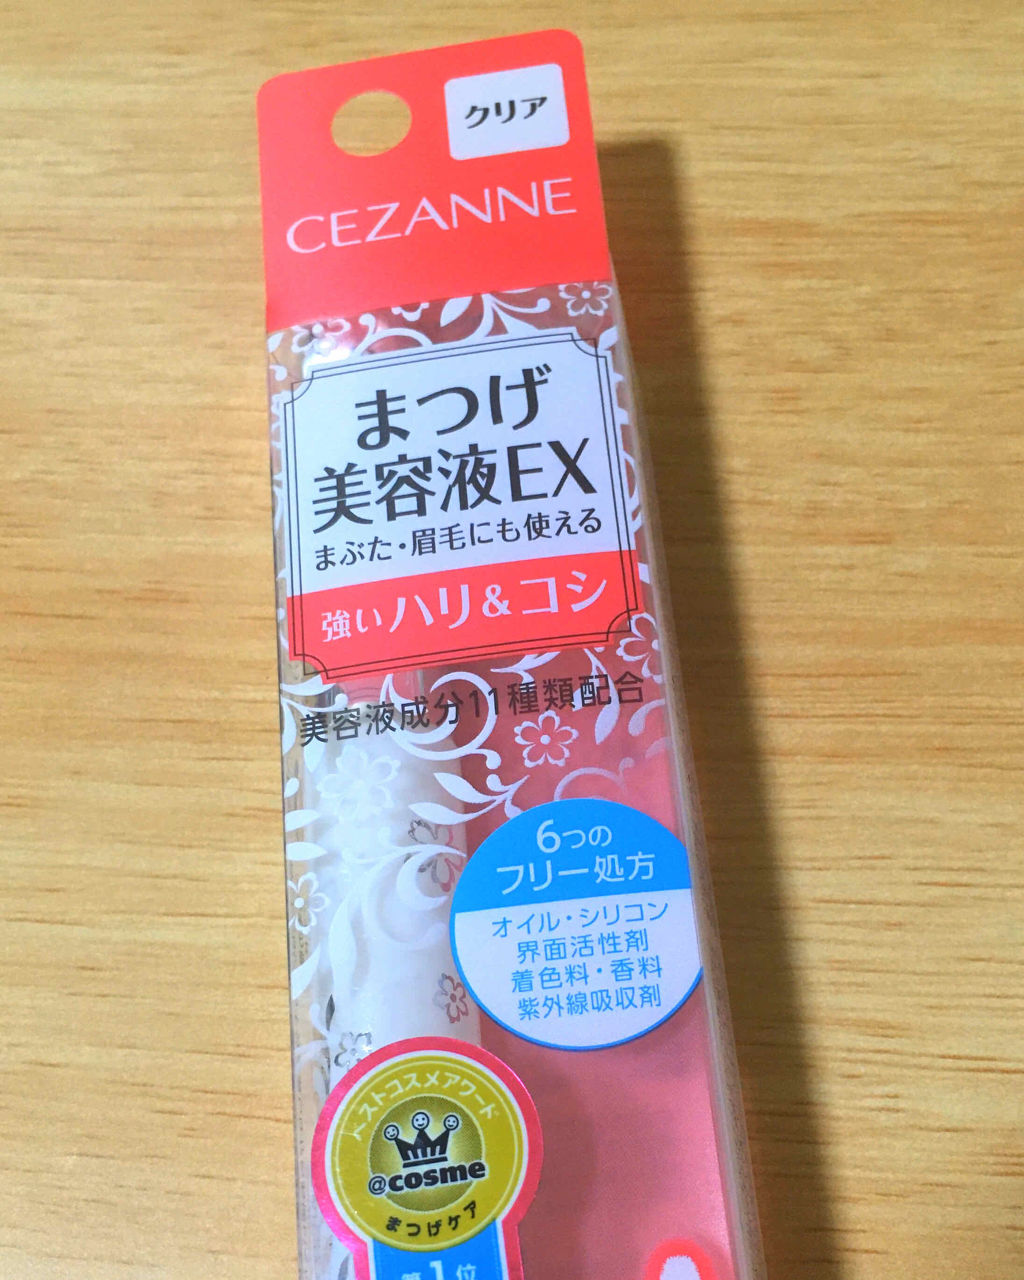 クリア
CEZANNE
まつげ
美容液EX
まぶた・眉毛にも使える
強いハリ&コシ
美容液成分11種類配合
6つの
フリー処方
オイル・シリコン
界面活性剤
着色料・香料
紫外線吸収剤
ベストコスメアワード
@cosme
まつげケア
第1位